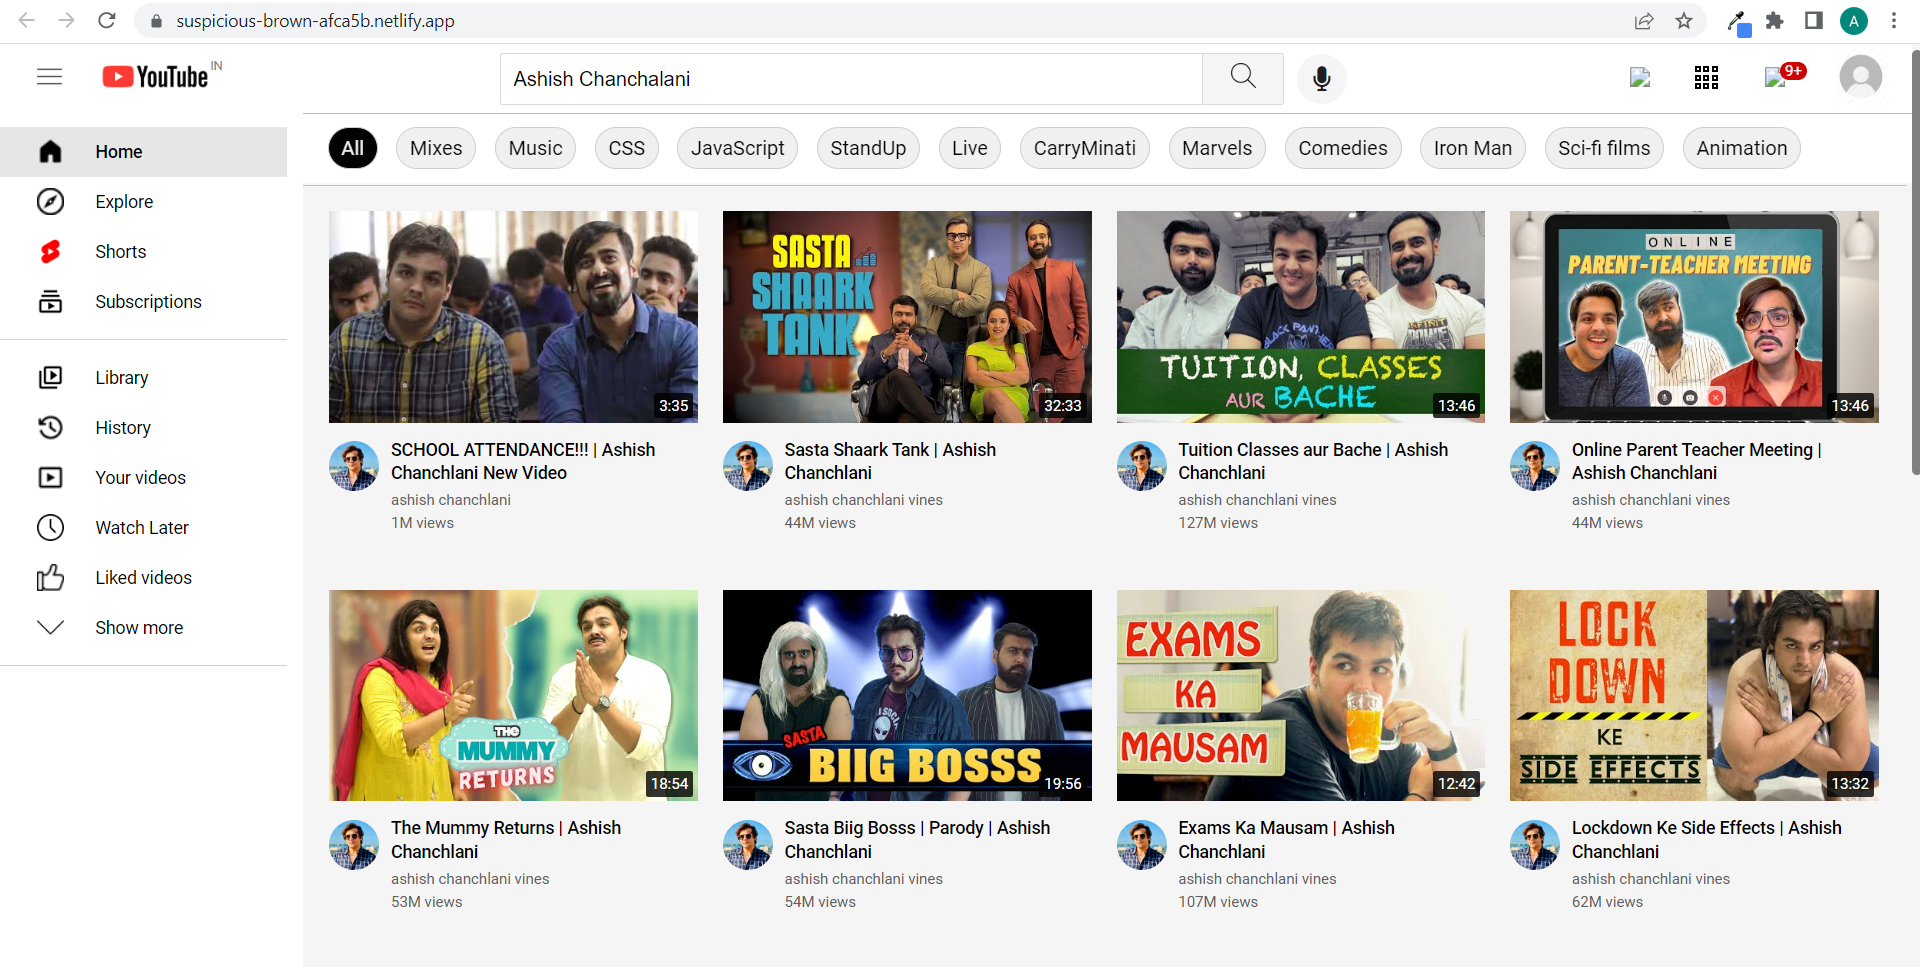 suspicious-brown-afca5b.netlify.app
A
YouTube IN
Ashish Chanchalani
9+
All Mixes Music CSS JavaScript StandUp Live CarryMinati Marvels Comedies Iron Man Sci-fi films Animation
Home
Explore
Shorts
Subscriptions
Library
History
Your videos
Watch Later
Liked videos
Show more
3:35
SCHOOL ATTENDANCE!!! | Ashish
Chanchlani New Video
ashish chanchlani
1M views
SASTA
SHAARK
TANK
32:33
Sasta Shaark Tank | Ashish
Chanchlani
ashish chanchlani vines
44M views
BLACK PANTHER
TUITION, CLASSES
AUR BACHE
13:46
Tuition Classes aur Bache | Ashish
Chanchlani
ashish chanchlani vines
127M views
ONLINE
PARENT-TEACHER MEETING
13:46
Online Parent Teacher Meeting |
Ashish Chanchlani
ashish chanchlani vines
44M views
THE
MUMMY
RETURNS
18:54
The Mummy Returns | Ashish
Chanchlani
ashish chanchlani vines
53M views
SASTA
BIIG BOSSS
19:56
Sasta Biig Bosss | Parody | Ashish
Chanchlani
ashish chanchlani vines
54M views
EXAMS
KA
MAUSAM
12:42
Exams Ka Mausam | Ashish
Chanchlani
ashish chanchlani vines
107M views
LOCK
DOWN
KE
SIDE EFFECTS
13:32
Lockdown Ke Side Effects | Ashish
Chanchlani
ashish chanchlani vines
62M views